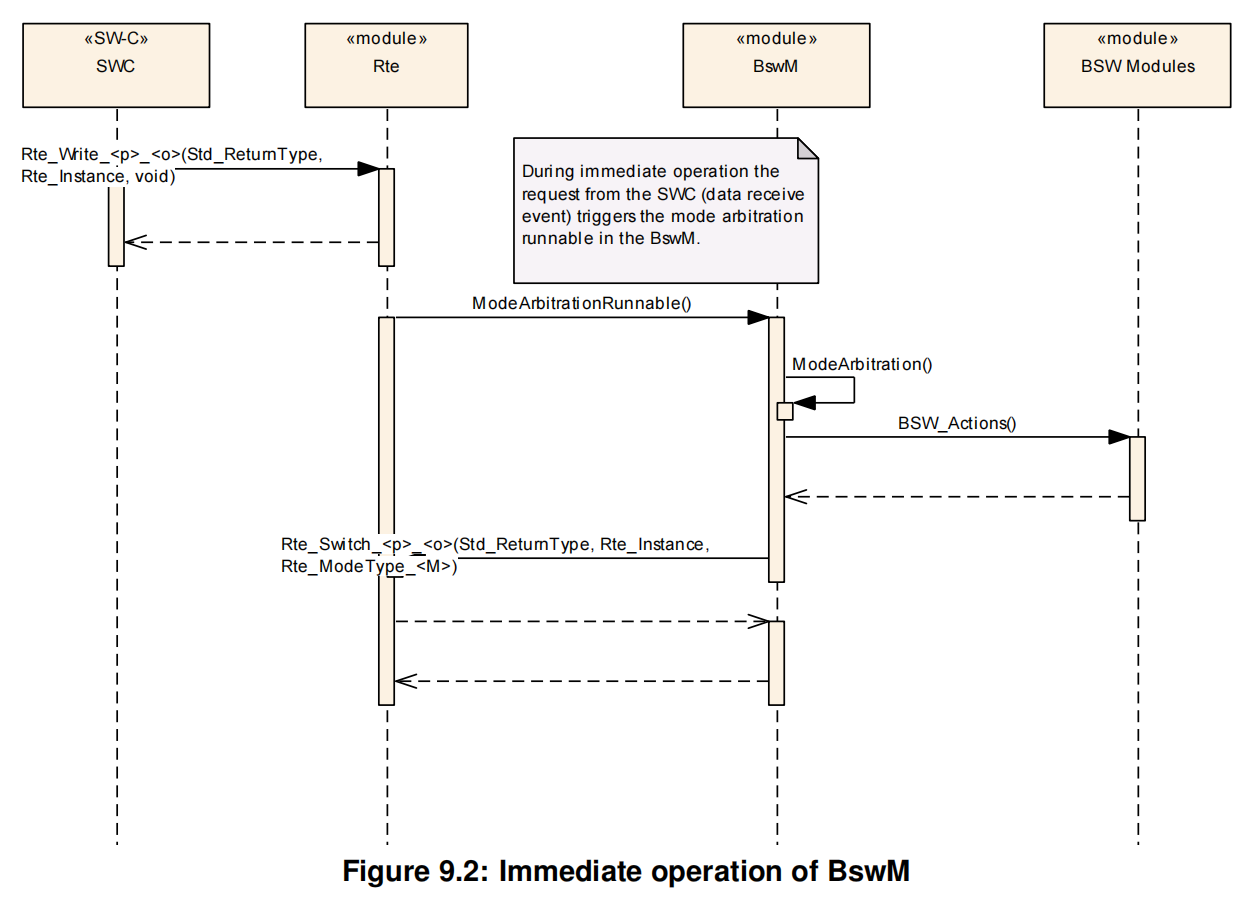 «SW-C»
SWC
«module»
Rte
«module»
BswM
«module»
BSW Modules
Rte_Write_<p>_<o>(Std_ReturnType,
Rte_Instance, void)
During immediate operation the
request from the SWC (data receive
event) triggers the mode arbitration
runnable in the BswM.
ModeArbitrationRunnable()
ModeArbitration()
BSW_Actions()
Rte_Switch_<p>_<o>(Std_ReturnType, Rte_Instance,
Rte_ModeType_<M>)
Figure 9.2: Immediate operation of BswM